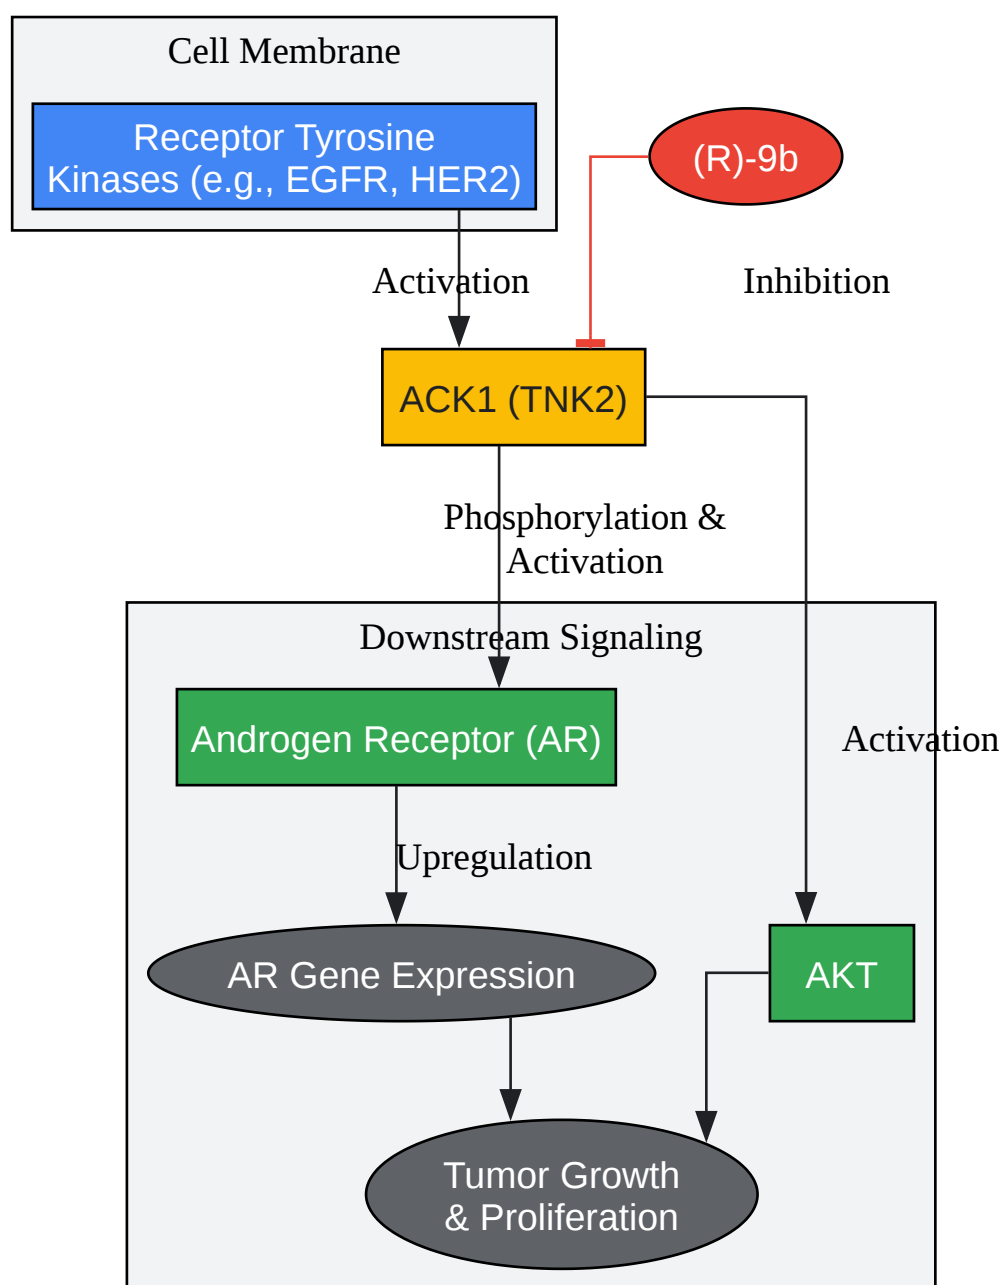 Cell Membrane
Receptor Tyrosine
Kinases (e.g., EGFR, HER2)
(R)-9b
Activation
Inhibition
ACK1 (TNK2)
Phosphorylation &
Activation
Downstream Signaling
Androgen Receptor (AR)
Activation
Upregulation
AR Gene Expression
AKT
Tumor Growth
& Proliferation